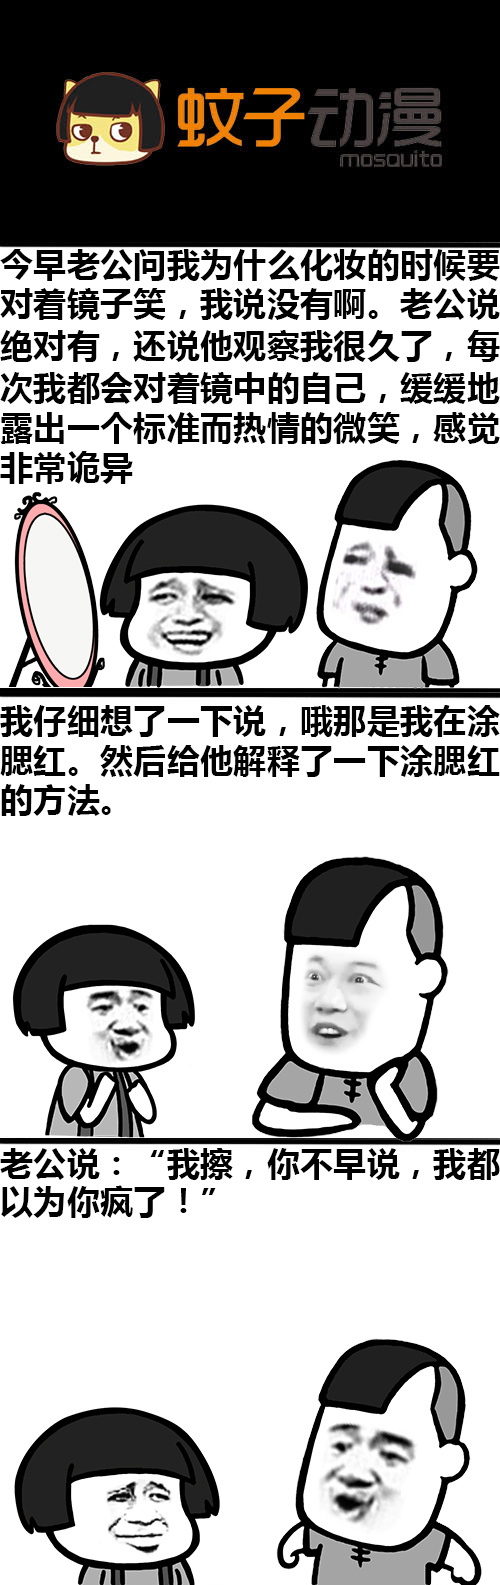 蚊子动漫
mosquito
今早老公问我为什么化妆的时候要
对着镜子笑，我说没有啊。老公说
绝对有，还说他观察我很久了，每
次我都会对着镜中的自己，缓缓地
露出一个标准而热情的微笑，感觉
非常诡异
我仔细想了一下说，哦那是我在涂
腮红。然后给他解释了一下涂腮红
的方法。
老公说：“我擦，你不早说，我都
以为你疯了！”